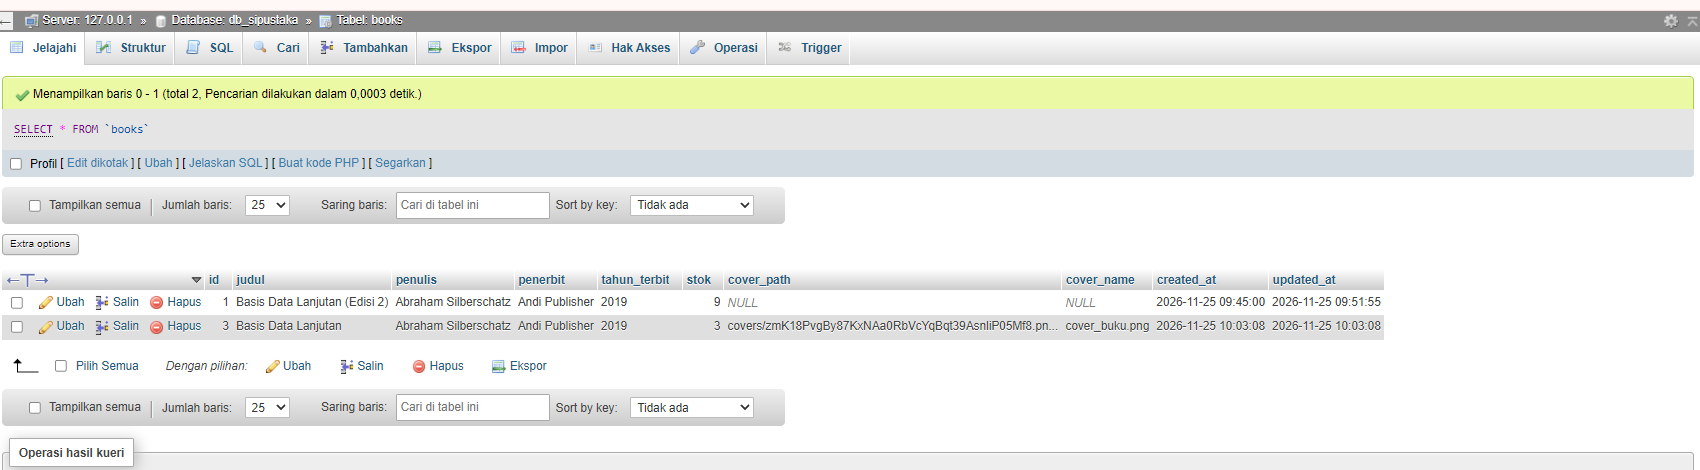 Server: 127.0.0.1 » Database: db_sipustaka » Tabel: books
Jelajahi Struktur SQL Cari Tambahkan Ekspor Impor Hak Akses Operasi Trigger
Menampilkan baris 0 - 1 (total 2, Pencarian dilakukan dalam 0,0003 detik.)
SELECT * FROM `books`
Profil [ Edit dikotak ] [ Ubah ] [ Jelaskan SQL ] [ Buat kode PHP ] [ Segarkan ]
Tampilkan semua | Jumlah baris: 25 Saring baris: Cari di tabel ini Sort by key: Tidak ada
Extra options
←T→ id judul penulis penerbit tahun_terbit stok cover_path cover_name created_at updated_at
Ubah Salin Hapus 1 Basis Data Lanjutan (Edisi 2) Abraham Silberschatz Andi Publisher 2019 9 NULL NULL 2026-11-25 09:45:00 2026-11-25 09:51:55
Ubah Salin Hapus 3 Basis Data Lanjutan Abraham Silberschatz Andi Publisher 2019 3 covers/zmK18PvgBy87KxNAa0RbVcYqBqt39AsnliP05Mf8.pn... cover_buku.png 2026-11-25 10:03:08 2026-11-25 10:03:08
Pilih Semua Dengan pilihan: Ubah Salin Hapus Ekspor
Tampilkan semua | Jumlah baris: 25 Saring baris: Cari di tabel ini Sort by key: Tidak ada
Operasi hasil kueri